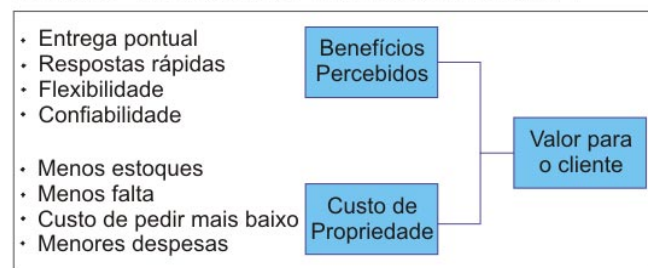 • Entrega pontual
• Respostas rápidas
• Flexibilidade
• Confiabilidade
• Menos estoques
• Menos falta
• Custo de pedir mais baixo
• Menores despesas
Benefícios
Percebidos
Custo de
Propriedade
Valor para
o cliente